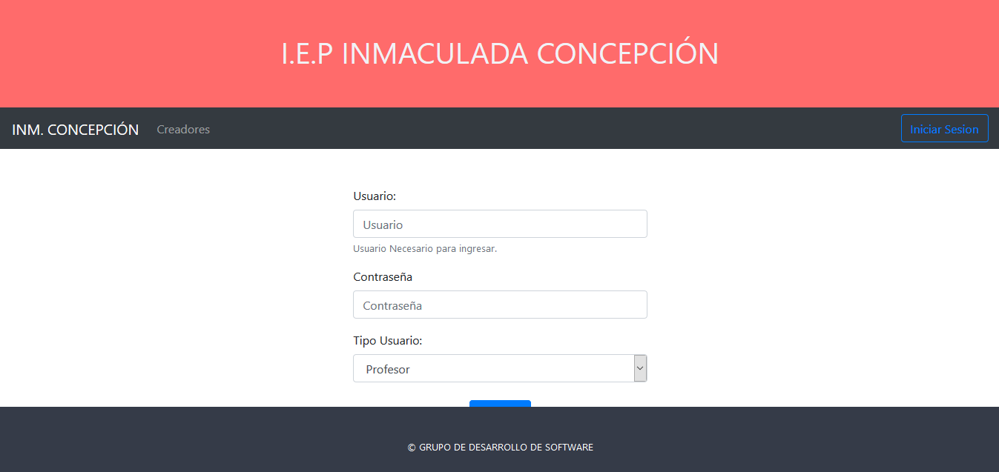 I.E.P INMACULADA CONCEPCIÓN
INM. CONCEPCIÓN Creadores Iniciar Sesion
Usuario:
Usuario
Usuario Necesario para ingresar.
Contraseña
Contraseña
Tipo Usuario:
Profesor
© GRUPO DE DESARROLLO DE SOFTWARE